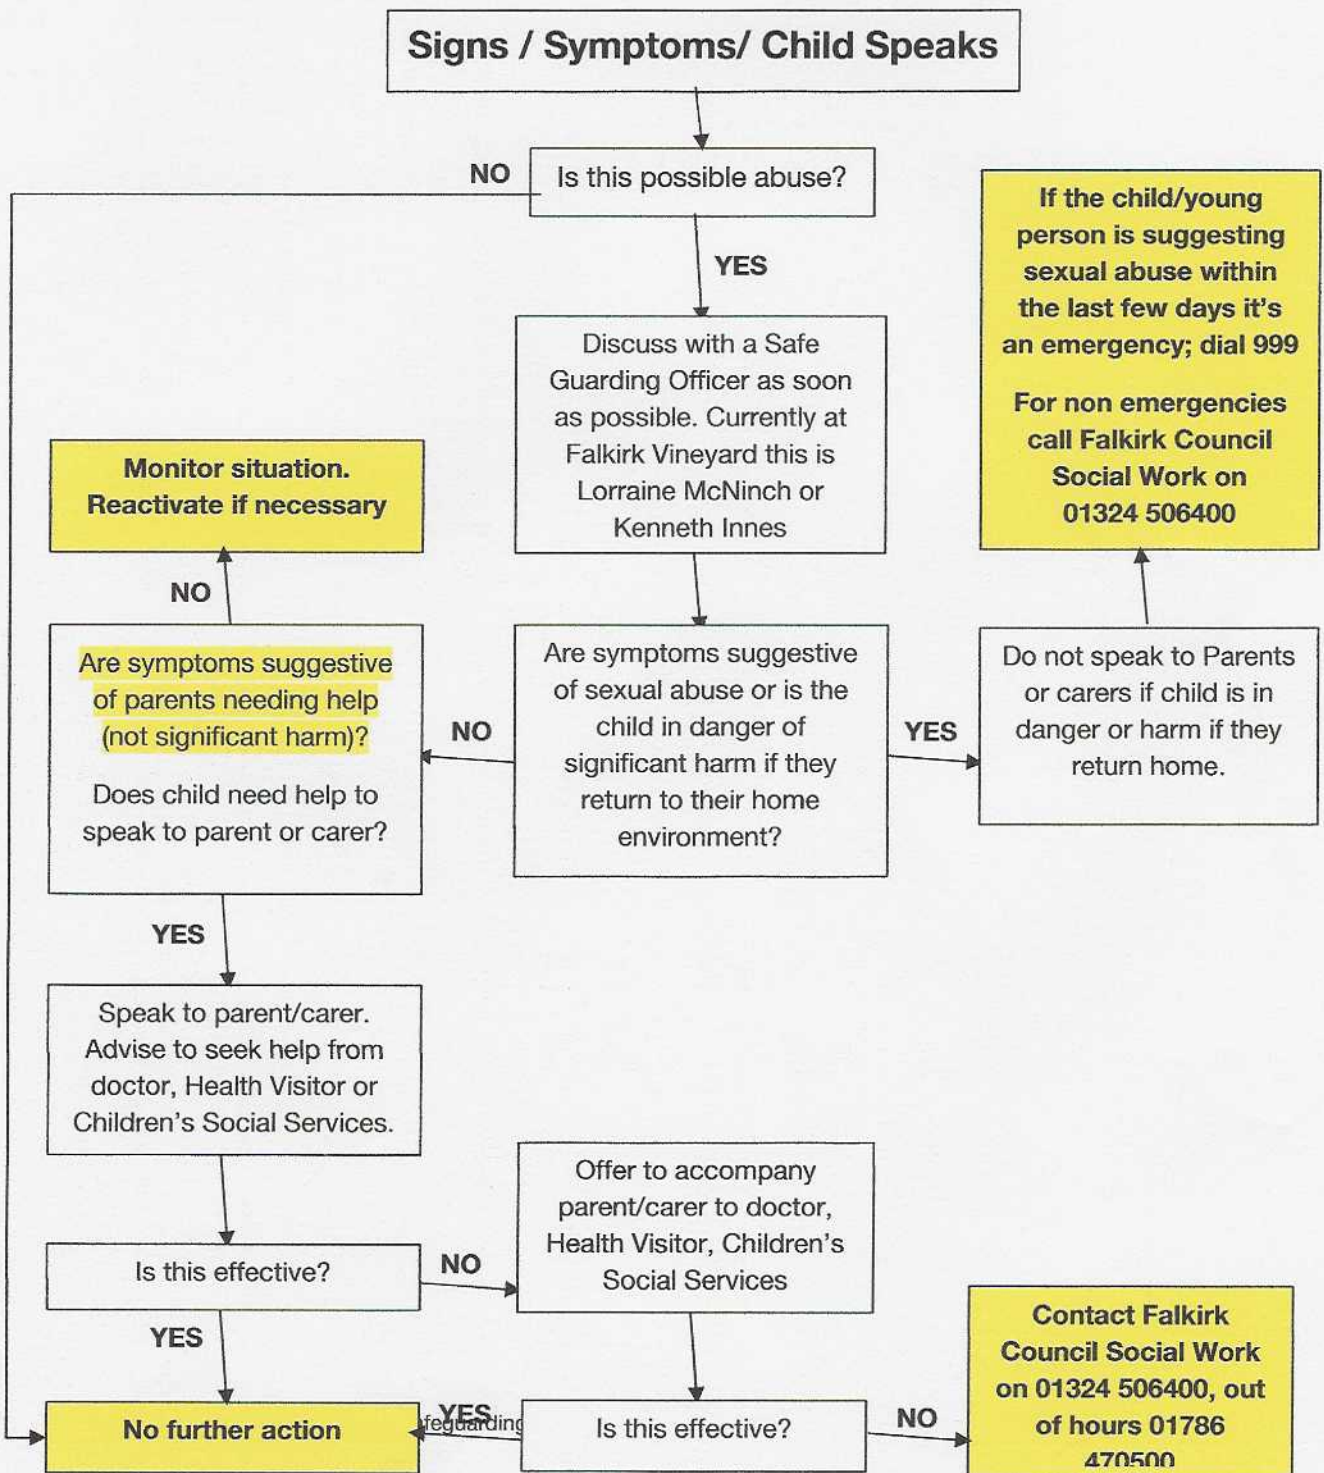 Signs / Symptoms/ Child Speaks
NO
Is this possible abuse?
YES
If the child/young
person is suggesting
sexual abuse within
the last few days it's
an emergency; dial 999
For non emergencies
call Falkirk Council
Social Work on
01324 506400
Discuss with a Safe
Guarding Officer as soon
as possible. Currently at
Falkirk Vineyard this is
Lorraine McNinch or
Kenneth Innes
Monitor situation.
Reactivate if necessary
NO
Are symptoms suggestive
of parents needing help
(not significant harm)?
Does child need help to
speak to parent or carer?
NO
Are symptoms suggestive
of sexual abuse or is the
child in danger of
significant harm if they
return to their home
environment?
YES
Do not speak to Parents
or carers if child is in
danger or harm if they
return home.
YES
Speak to parent/carer.
Advise to seek help from
doctor, Health Visitor or
Children's Social Services.
Offer to accompany
parent/carer to doctor,
Health Visitor, Children's
Social Services
Is this effective?
NO
YES
No further action
YES
afeguarding
Is this effective?
NO
Contact Falkirk
Council Social Work
on 01324 506400, out
of hours 01786
470500